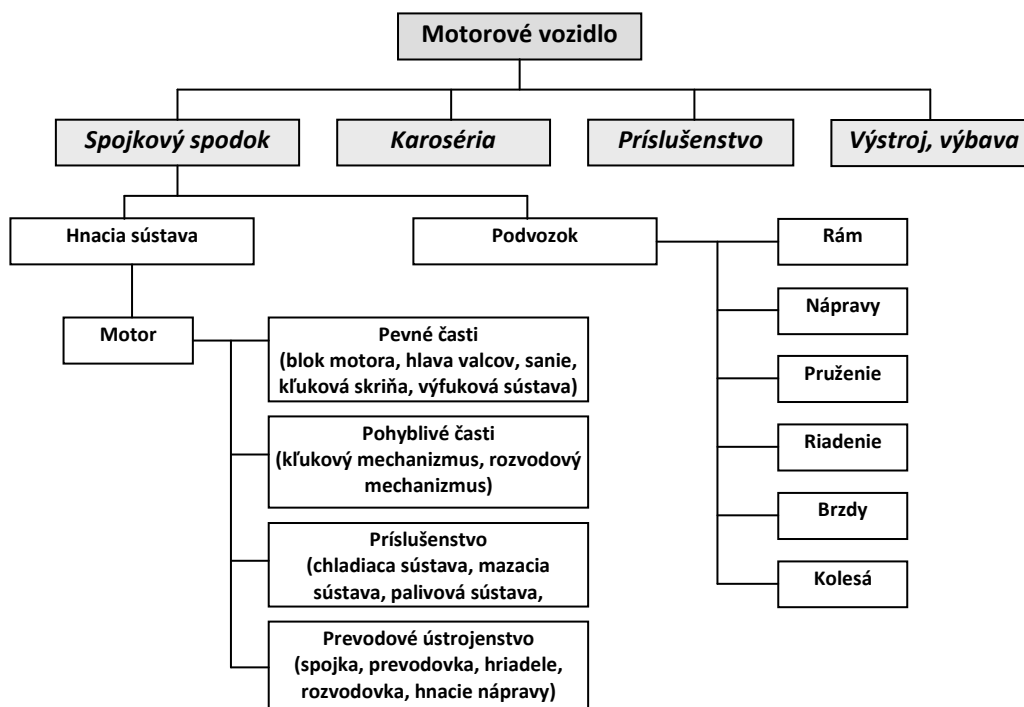 Motorové vozidlo
Spojkový spodok
Karoséria
Príslušenstvo
Výstroj, výbava
Hnacia sústava
Podvozok
Rám
Nápravy
Pruženie
Riadenie
Brzdy
Kolesá
Motor
Pevné časti
(blok motora, hlava valcov, sanie,
kľuková skriňa, výfuková sústava)
Pohyblivé časti
(kľukový mechanizmus, rozvodový
mechanizmus)
Príslušenstvo
(chladiaca sústava, mazacia
sústava, palivová sústava,
Prevodové ústrojenstvo
(spojka, prevodovka, hriadele,
rozvodovka, hnacie nápravy)